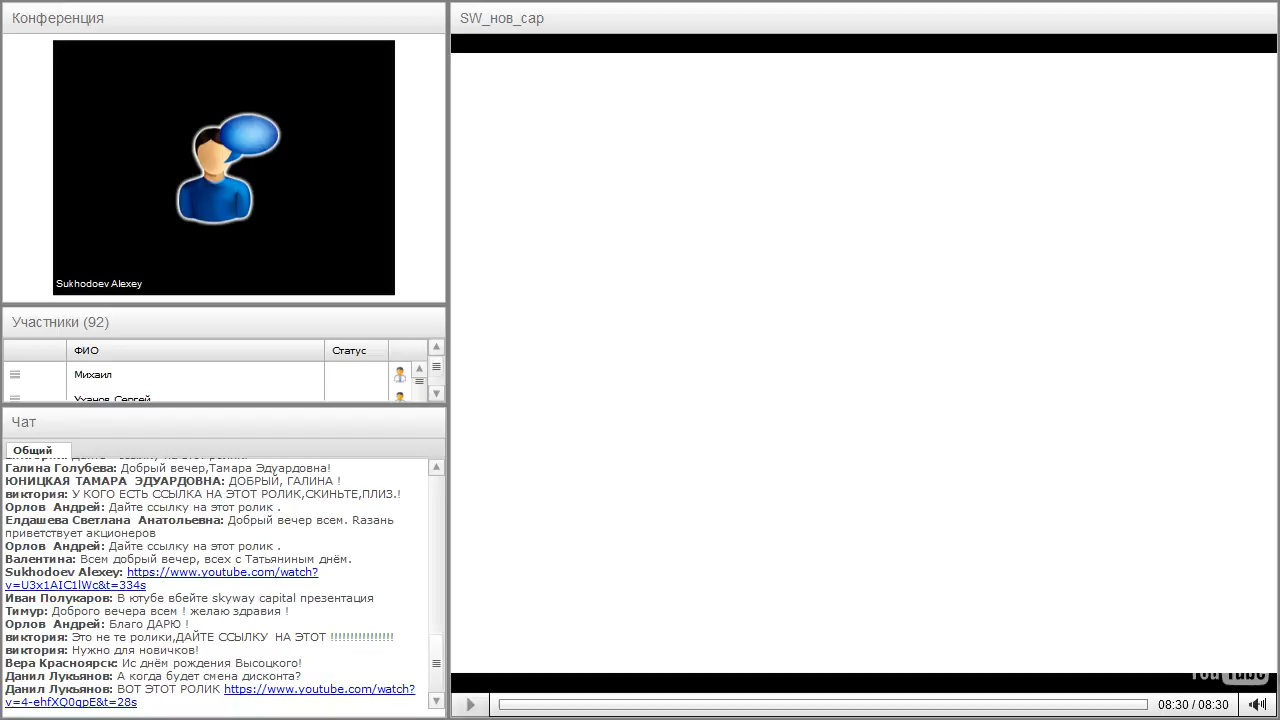 Конференция
Sukhodoev Alexey
Участники (92)
ФИО
Статус
Михаил
Уханов Сергей
Чат
Общий
Галина Голубева: Добрый вечер,Тамара Эдуардовна!
ЮНИЦКАЯ ТАМАРА ЭДУАРДОВНА: ДОБРЫЙ, ГАЛИНА !
виктория: У КОГО ЕСТЬ ССЫЛКА НА ЭТОТ РОЛИК,СКИНЬТЕ,ПЛИЗ.!
Орлов Андрей: Дайте ссылку на этот ролик .
Елдашева Светлана Анатольевна: Добрый вечер всем. Rазань
приветствует акционеров
Орлов Андрей: Дайте ссылку на этот ролик .
Валентина: Всем добрый вечер, всех с Татьяниным днём.
Sukhodoev Alexey: https://www.youtube.com/watch?
v=U3x1AIC1lWc&t=334s
Иван Полукаров: В ютубе вбейте skyway capital презентация
Тимур: Доброго вечера всем ! желаю здравия !
Орлов Андрей: Благо ДАРЮ !
виктория: Это не те ролики,ДАЙТЕ ССЫЛКУ НА ЭТОТ !!!!!!!!!!!!!!!!
виктория: Нужно для новичков!
Вера Красноярск: Ис днём рождения Высоцкого!
Данил Лукьянов: А когда будет смена дисконта?
Данил Лукьянов: ВОТ ЭТОТ РОЛИК https://www.youtube.com/watch?
v=4-ehfXQ0qpE&t=28s
SW_нов_сар
YouTube
08:30 / 08:30